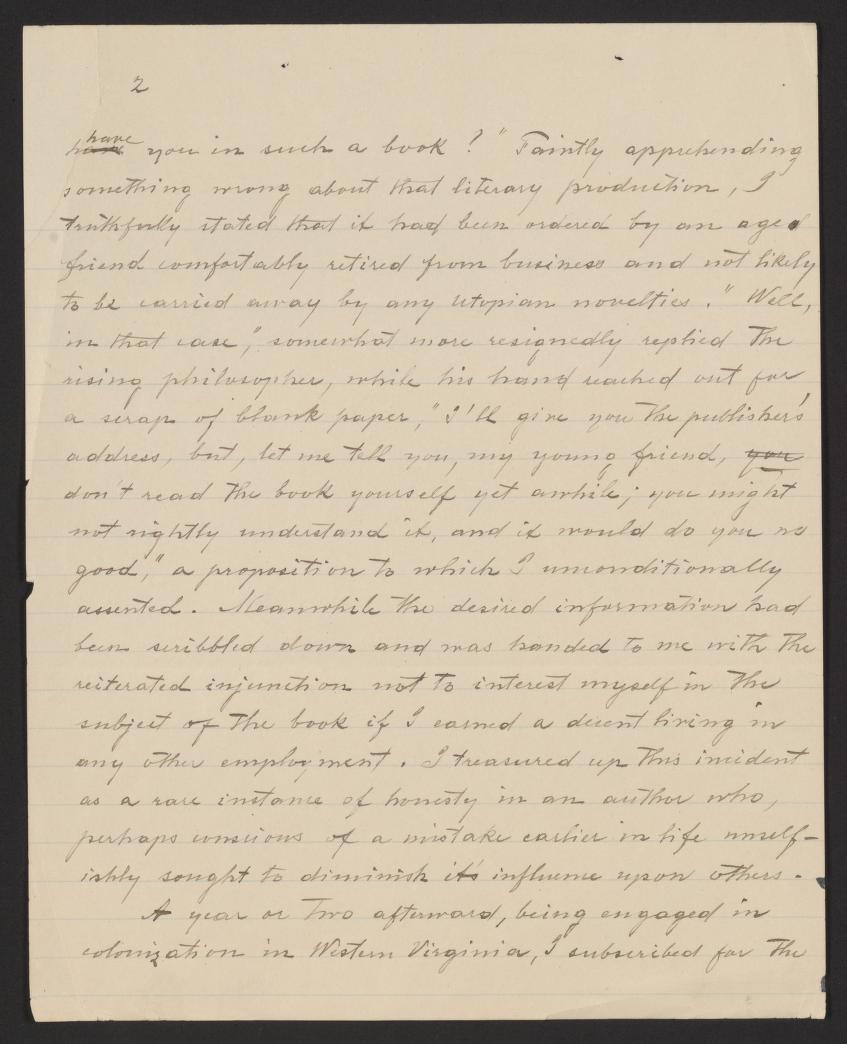 2
have you in such a book?" Faintly apprehending
something wrong about that literary production, I
truthfully stated that it had been ordered by an aged
friend comfortably retired from business and not likely
to be carried away by any utopian novelties. "Well,
in that case", somewhat more resignedly replied the
rising philosopher, while his hand reached out for
a scrap of blank paper, "I'll give you the publisher's
address, but, let me tell you, my young friend, you
don't read the book yourself yet awhile; you might
not rightly understand it, and it would do you no
good," a proposition to which I unconditionally
assented. Meanwhile the desired information had
been scribbled down and was handed to me with the
reiterated injunction not to interest myself in the
subject of the book if I earned a decent living in
any other employment. I treasured up this incident
as a rare instance of honesty in an author who,
perhaps conscious of a mistake earlier in life unself-
ishly sought to diminish it's influence upon others.
A year or two afterward, being engaged in
colonization in Western Virginia, I subscribed for the